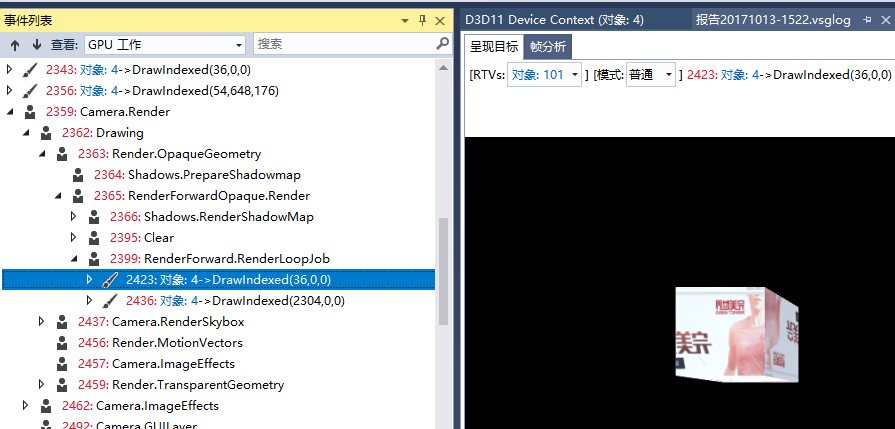 事件列表
查看: GPU 工作 搜索
2343: 对象: 4->DrawIndexed(36,0,0)
2356: 对象: 4->DrawIndexed(54,648,176)
2359: Camera.Render
2362: Drawing
2363: Render.OpaqueGeometry
2364: Shadows.PrepareShadowmap
2365: RenderForwardOpaque.Render
2366: Shadows.RenderShadowMap
2395: Clear
2399: RenderForward.RenderLoopJob
2423: 对象: 4->DrawIndexed(36,0,0)
2436: 对象: 4->DrawIndexed(2304,0,0)
2437: Camera.RenderSkybox
2456: Render.MotionVectors
2457: Camera.ImageEffects
2459: Render.TransparentGeometry
2462: Camera.ImageEffects
2492: Camera.GUILayer
D3D11 Device Context (对象: 4) 报告20171013-1522.vsglog
呈现目标 帧分析
[RTVs: 对象: 101 ] [模式: 普通 ] 2423: 对象: 4->DrawIndexed(36,0,0)
完美世界
完美